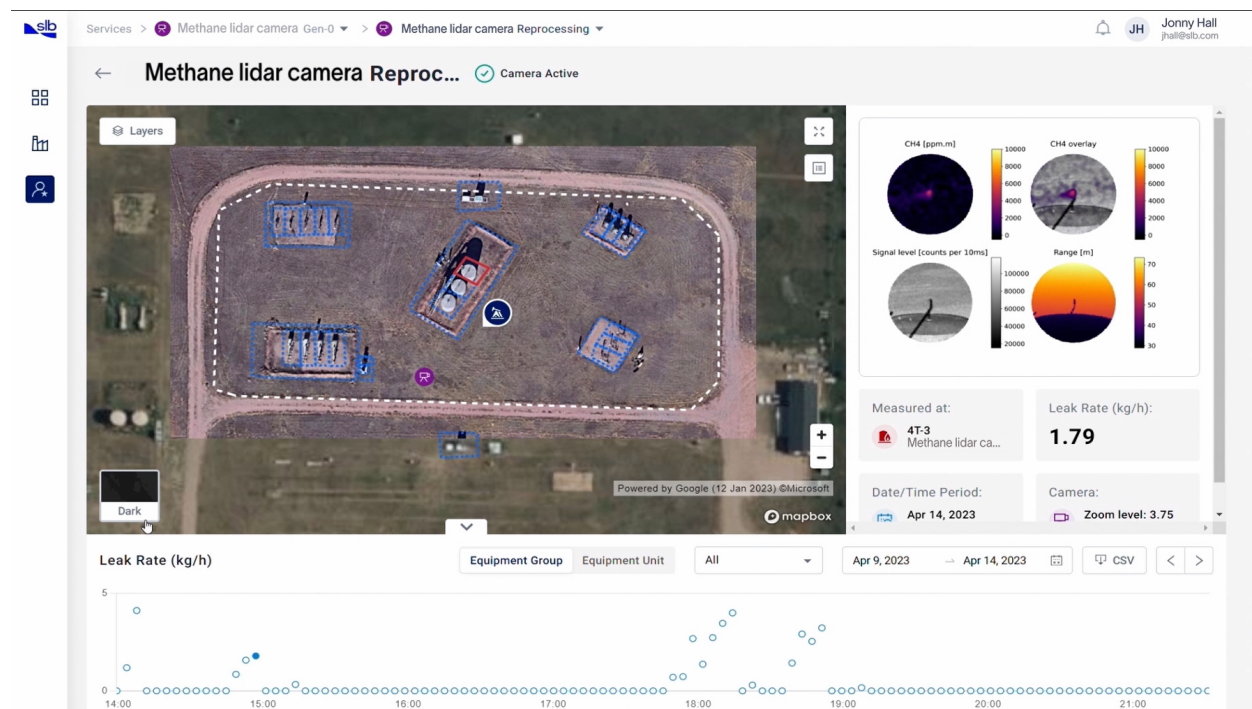 slb
Services > Methane lidar camera Gen-0 > Methane lidar camera Reprocessing
JH
Jonny Hall
jhall@slb.com
Methane lidar camera Reproc...
Camera Active
Layers
CH4 [ppm.m]
10000
8000
6000
4000
2000
0
CH4 overlay
10000
8000
6000
4000
2000
0
Signal level [counts per 10ms]
100000
80000
60000
40000
20000
Range [m]
70
60
50
40
30
Measured at:
4T-3
Methane lidar ca...
Leak Rate (kg/h):
1.79
Date/Time Period:
Apr 14, 2023
Camera:
Zoom level: 3.75
+
−
Powered by Google (12 Jan 2023) ©Microsoft
mapbox
Dark
Leak Rate (kg/h)
Equipment Group
Equipment Unit
All
Apr 9, 2023 → Apr 14, 2023
CSV
< >
5
0
14:00 15:00 16:00 17:00 18:00 19:00 20:00 21:00